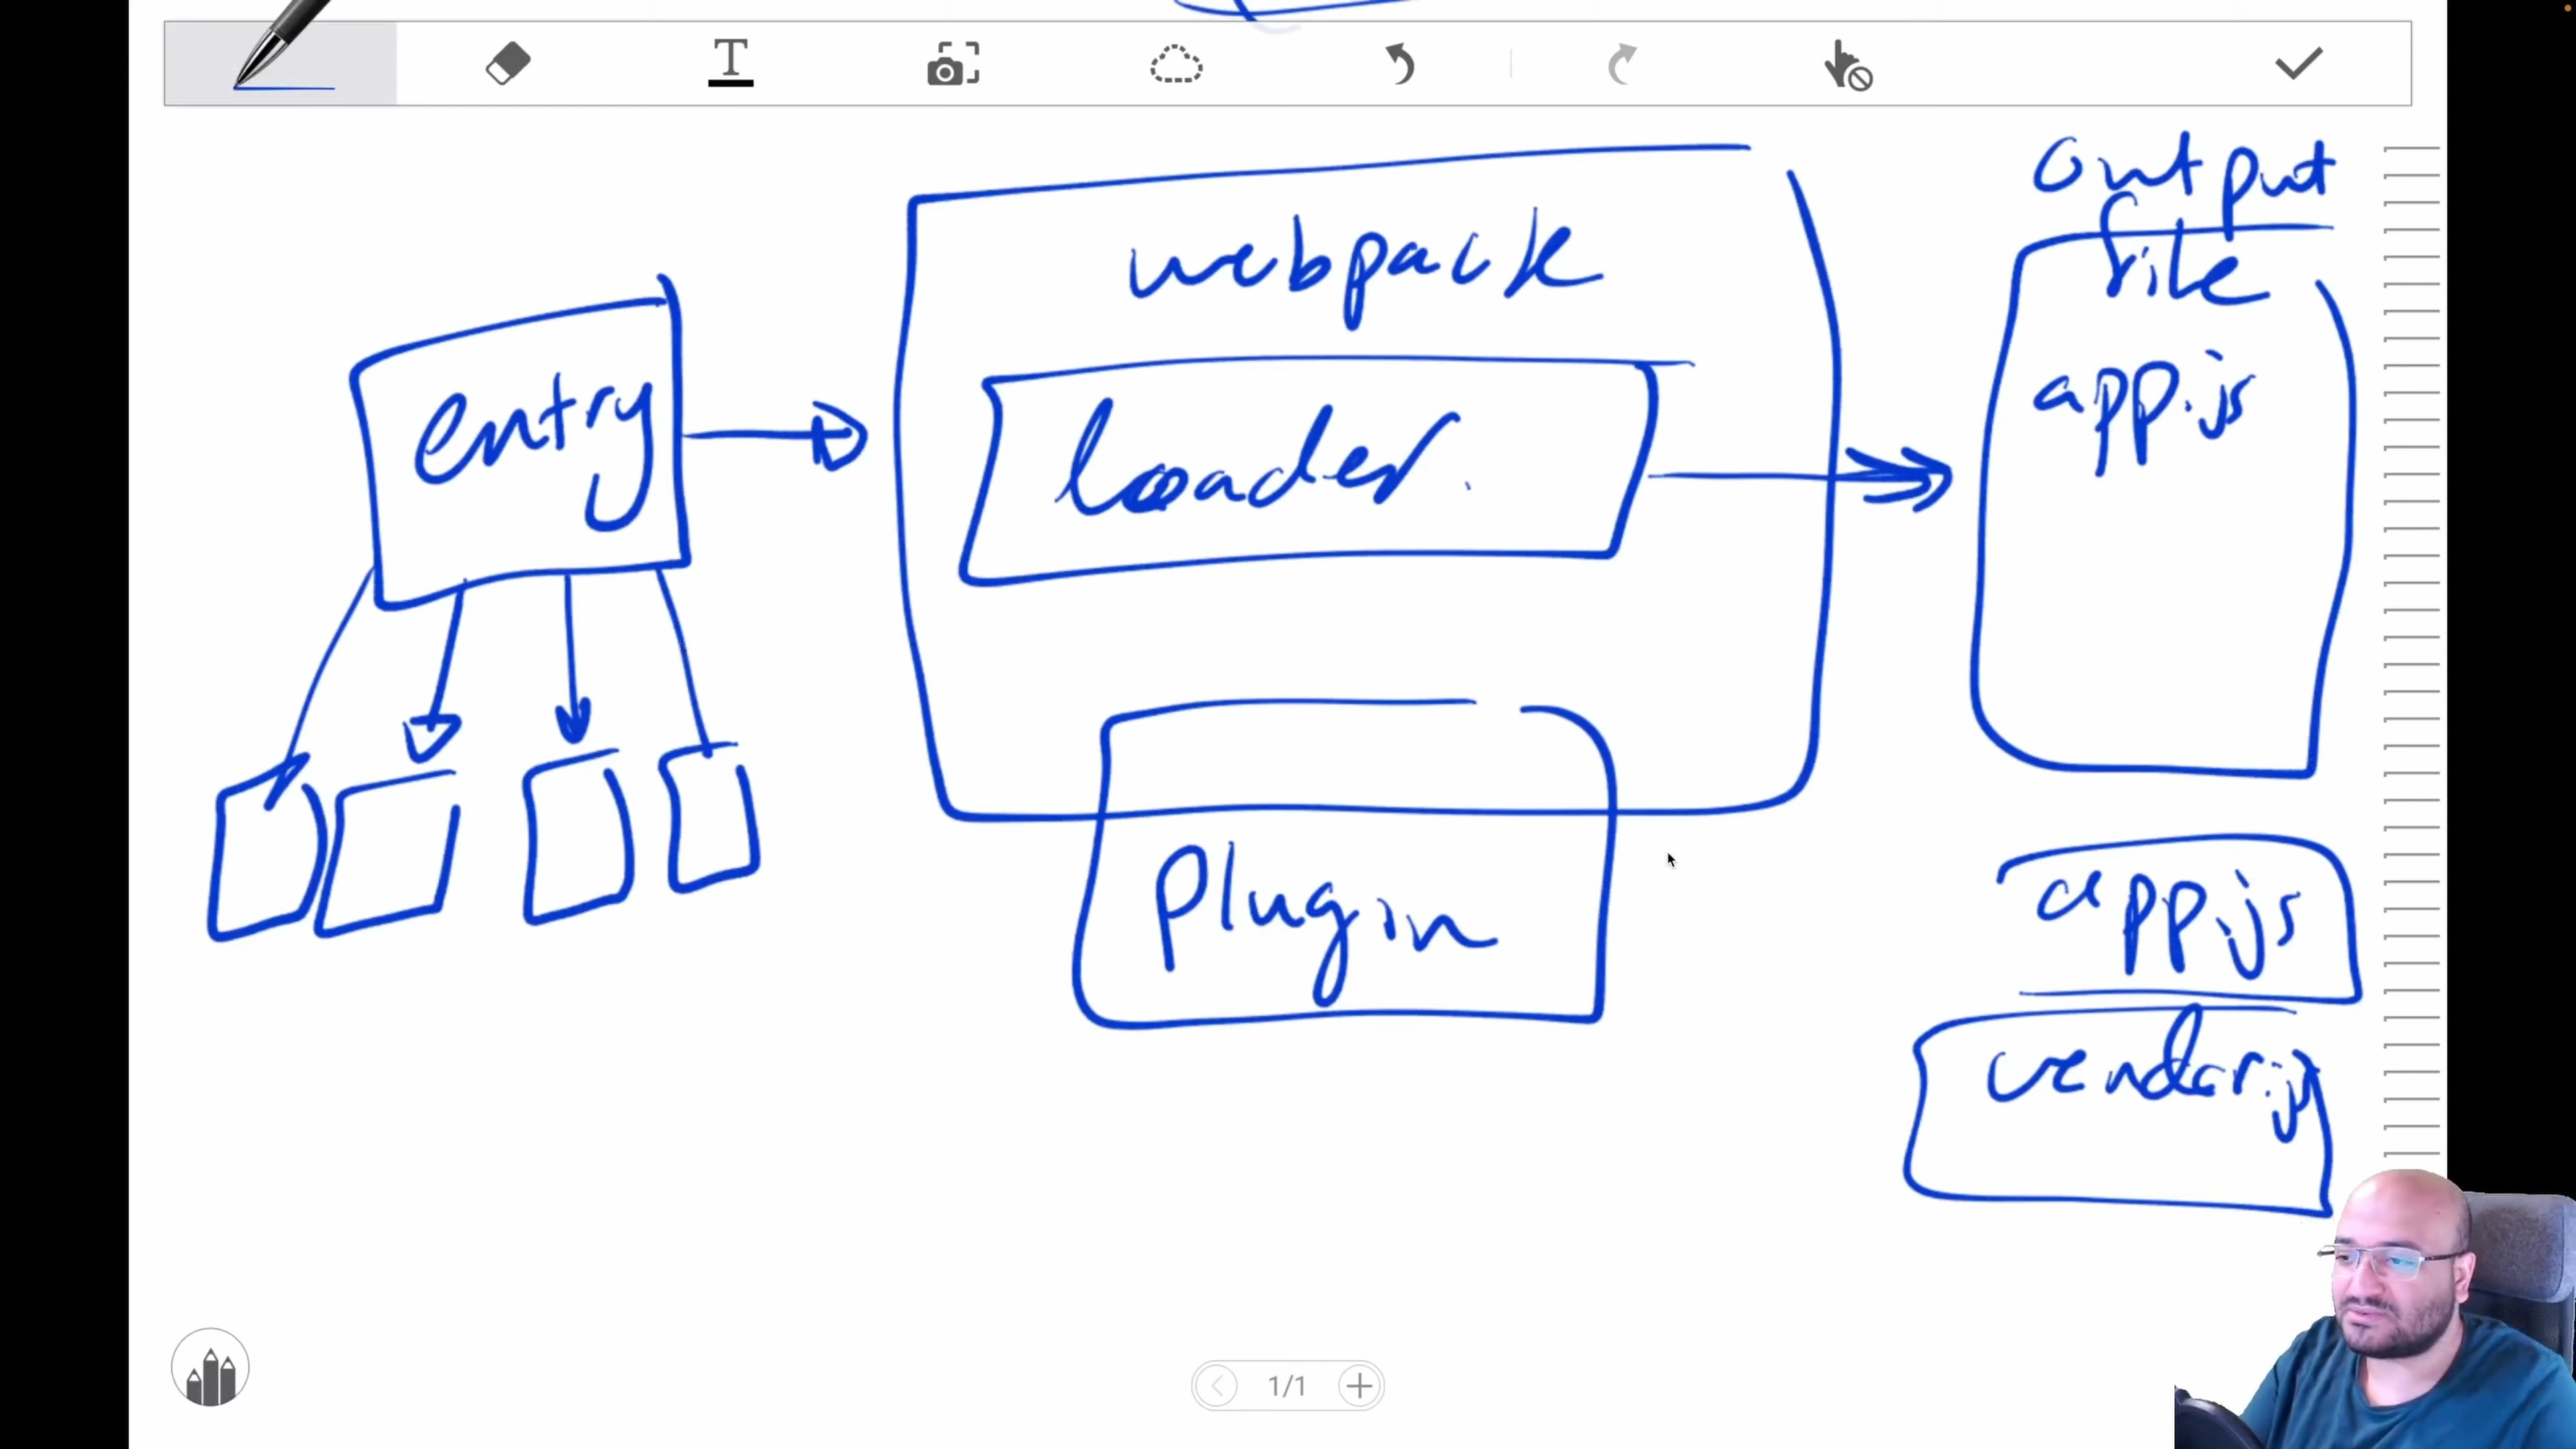 T
output
file
webpack
entry
app.js
loader.
app.js
Plugin
vendor.js
1/1